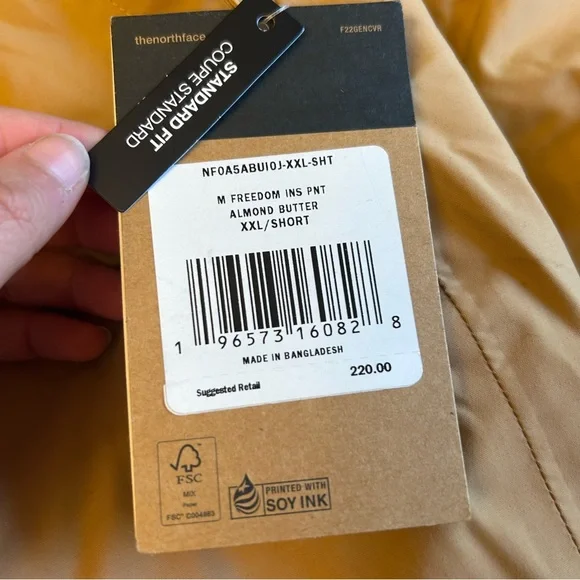 thenorthface
F22GENCVR
STANDARD FIT
COUPE STANDARD
NF0A5ABUI0J-XXL-SHT
M FREEDOM INS PNT
ALMOND BUTTER
XXL/SHORT
1 96573 16082 8
MADE IN BANGLADESH
220.00
Suggested Retail
FSC
MIX
Paper
FSC® C004863
PRINTED WITH
SOY INK